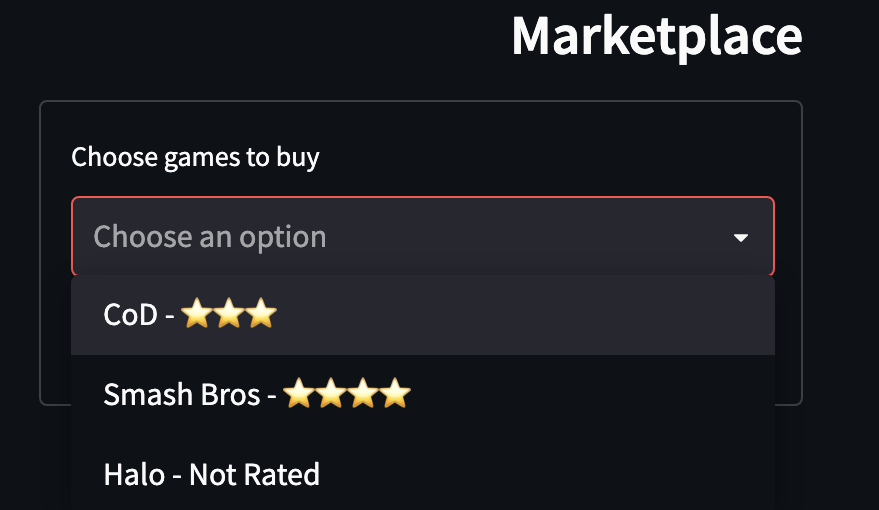 Marketplace
Choose games to buy
Choose an option
CoD - ⭐⭐⭐
Smash Bros - ⭐⭐⭐⭐
Halo - Not Rated